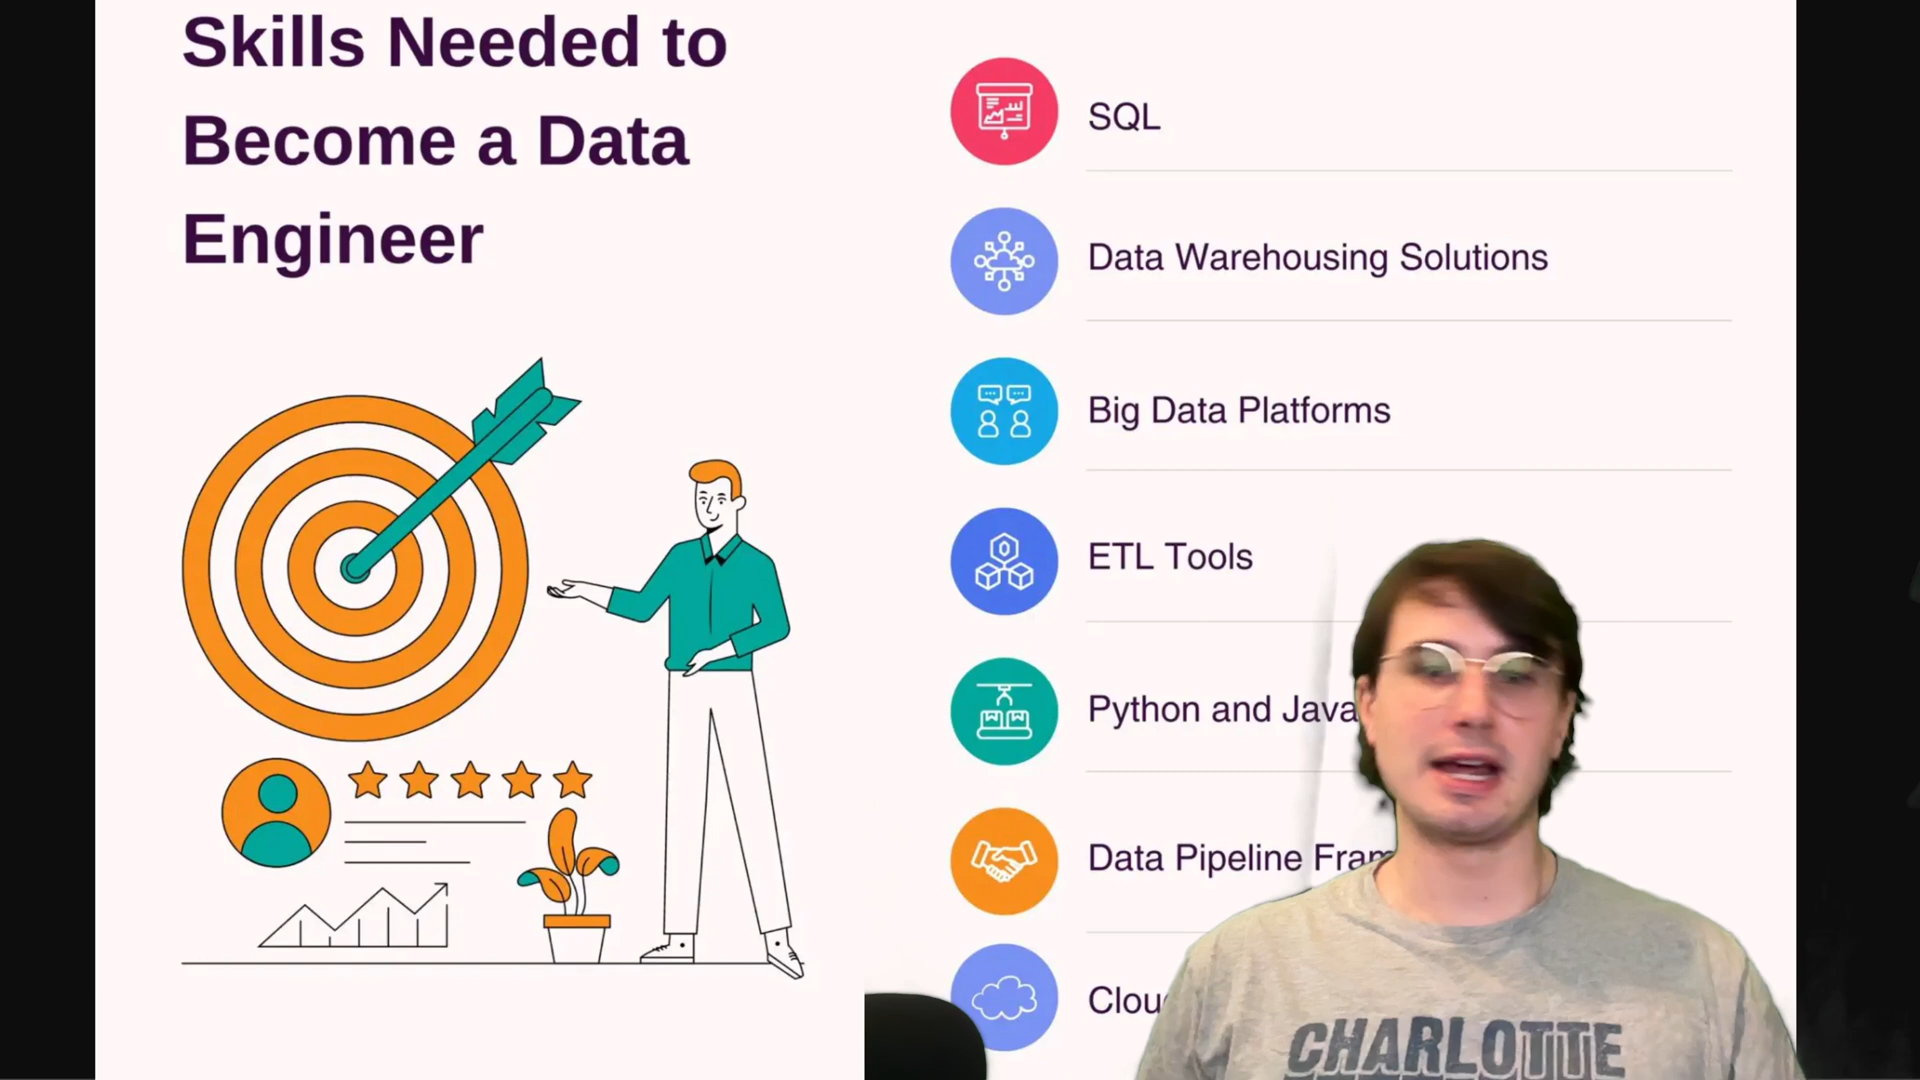 Skills Needed to
Become a Data
Engineer
SQL
Data Warehousing Solutions
Big Data Platforms
ETL Tools
Python and Java
Data Pipeline
CHARLOTTE